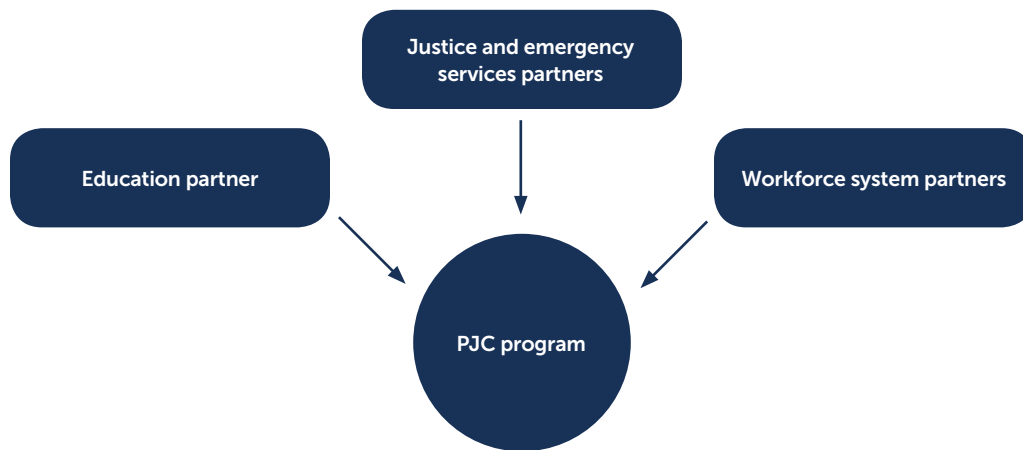 Justice and emergency
services partners
Education partner
Workforce system partners
PJC program